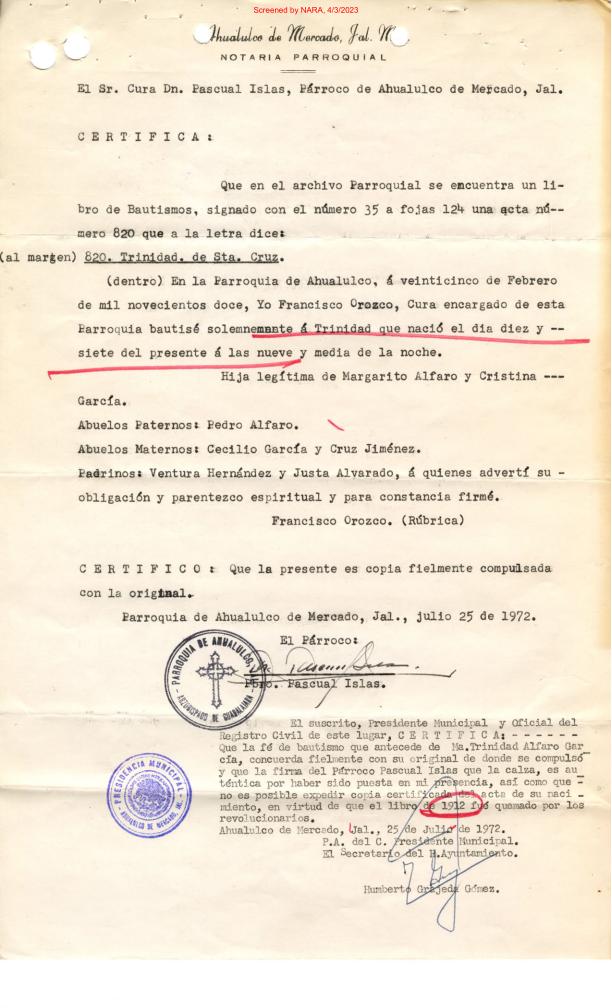 Screened by NARA, 4/3/2023
Ahualulco de Mercado, Jal. M
NOTARIA PARROQUIAL
El Sr. Cura Dn. Pascual Islas, Párroco de Ahualulco de Mercado, Jal.
C E R T I F I C A :
Que en el archivo Parroquial se encuentra un li-
bro de Bautismos, signado con el número 35 a fojas 124 una acta nú--
mero 820 que a la letra dice:
(al margen) 820. Trinidad. de Sta. Cruz.
(dentro) En la Parroquia de Ahualulco, á veinticinco de Febrero
de mil novecientos doce, Yo Francisco Orozco, Cura encargado de esta
Parroquia bautisé solemnemante á Trinidad que nació el dia diez y --
siete del presente á las nueve y media de la noche.
Hija legítima de Margarito Alfaro y Cristina ---
García.
Abuelos Paternos: Pedro Alfaro.
Abuelos Maternos: Cecilio García y Cruz Jiménez.
Padrinos: Ventura Hernández y Justa Alvarado, á quienes advertí su -
obligación y parentezco espiritual y para constancia firmé.
Francisco Orozco. (Rúbrica)
C E R T I F I C O : Que la presente es copia fielmente compulsada
con la original.
Parroquia de Ahualulco de Mercado, Jal., julio 25 de 1972.
El Párroco:
Pbro. Pascual Islas.
PARROQUIA DE AHUALULCO, JAL.
- ARZOBISPADO DE GUADALAJARA -
El suscrito, Presidente Municipal y Oficial del
Registro Civil de este lugar, C E R T I F I C A: - - - - - -
Que la fé de bautismo que antecede de Ma.Trinidad Alfaro Gar
cía, concuerda fielmente con su original de donde se compulsó
y que la firma del Párroco Pascual Islas que la calza, es au
téntica por haber sido puesta en mi presencia, así como que -
no es posible expedir copia certificada del acta de su naci -
miento, en virtud de que el libro de 1912 fué quemado por los
revolucionarios.
Ahualulco de Mercado, Jal., 25 de Julio de 1972.
P.A. del C. Presidente Municipal.
El Secretario del H.Ayuntamiento.
Humberto Grajeda Gómez.
PRESIDENCIA MUNICIPAL
AHUALULCO DE MERCADO, JAL.